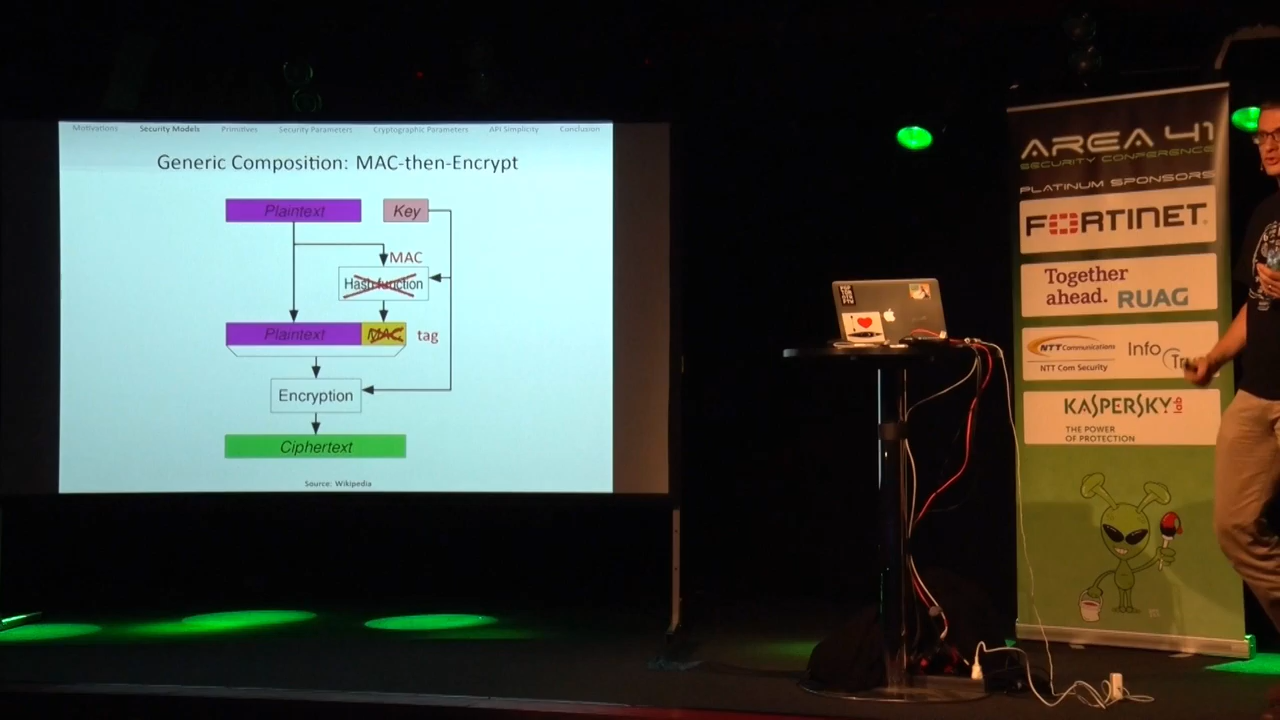 Motivations Security Models Primitives Security Parameters Cryptographic Parameters API Simplicity Conclusion
Generic Composition: MAC-then-Encrypt
Plaintext Key
MAC
Hash function
Plaintext MAC tag
Encryption
Ciphertext
Source: Wikipedia
AREA 41
SECURITY CONFERENCE
PLATINUM SPONSORS
FORTINET
Together
ahead. RUAG
NTT Communications
NTT Com Security
Info
KASPERSKY lab
THE POWER
OF PROTECTION